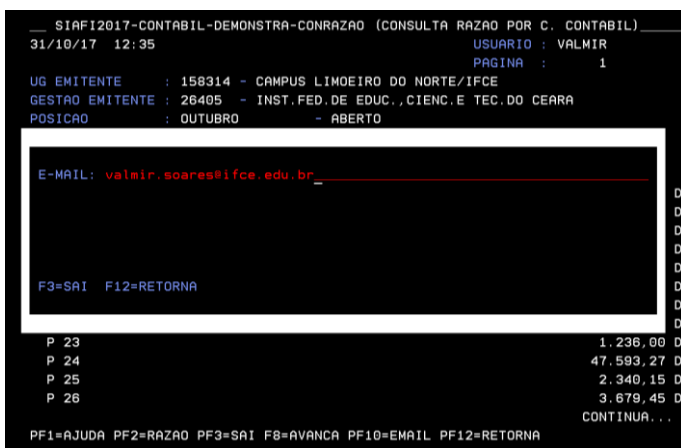 __ SIAFI2017-CONTABIL-DEMONSTRA-CONRAZAO (CONSULTA RAZAO POR C. CONTABIL)_____
31/10/17 12:35 USUARIO : VALMIR
PAGINA : 1
UG EMITENTE : 158314 - CAMPUS LIMOEIRO DO NORTE/IFCE
GESTAO EMITENTE : 26405 - INST.FED.DE EDUC.,CIENC.E TEC.DO CEARA
POSICAO : OUTUBRO - ABERTO
E-MAIL: valmir.soares@ifce.edu.br_
D
D
D
D
D
F3=SAI F12=RETORNA D
D
D
P 23 1.236,00 D
P 24 47.593,27 D
P 25 2.340,15 D
P 26 3.679,45 D
CONTINUA...
PF1=AJUDA PF2=RAZAO PF3=SAI F8=AVANCA PF10=EMAIL PF12=RETORNA